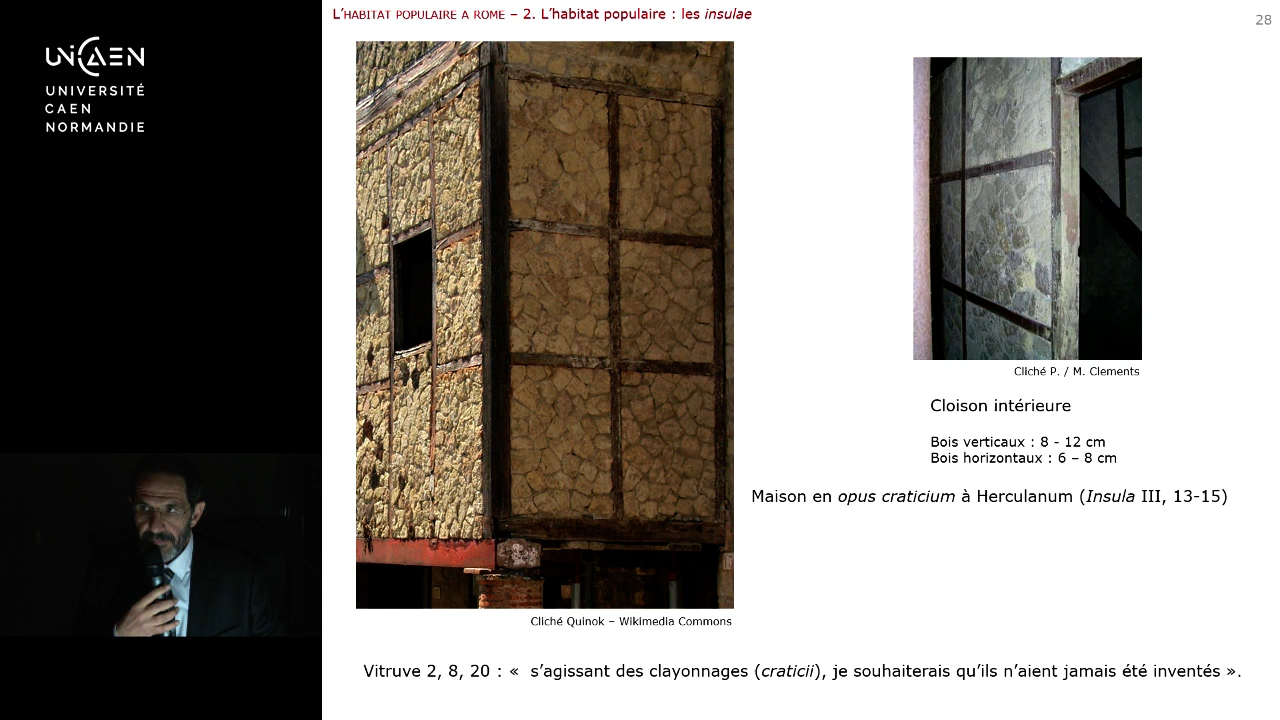 UNICAEN
UNIVERSITÉ
CAEN
NORMANDIE
L'HABITAT POPULAIRE A ROME – 2. L'habitat populaire : les insulae
28
Cliché P. / M. Clements
Cloison intérieure
Bois verticaux : 8 - 12 cm
Bois horizontaux : 6 – 8 cm
Maison en opus craticium à Herculanum (Insula III, 13-15)
Cliché Quinok – Wikimedia Commons
Vitruve 2, 8, 20 : «  s'agissant des clayonnages (craticii), je souhaiterais qu'ils n'aient jamais été inventés ».